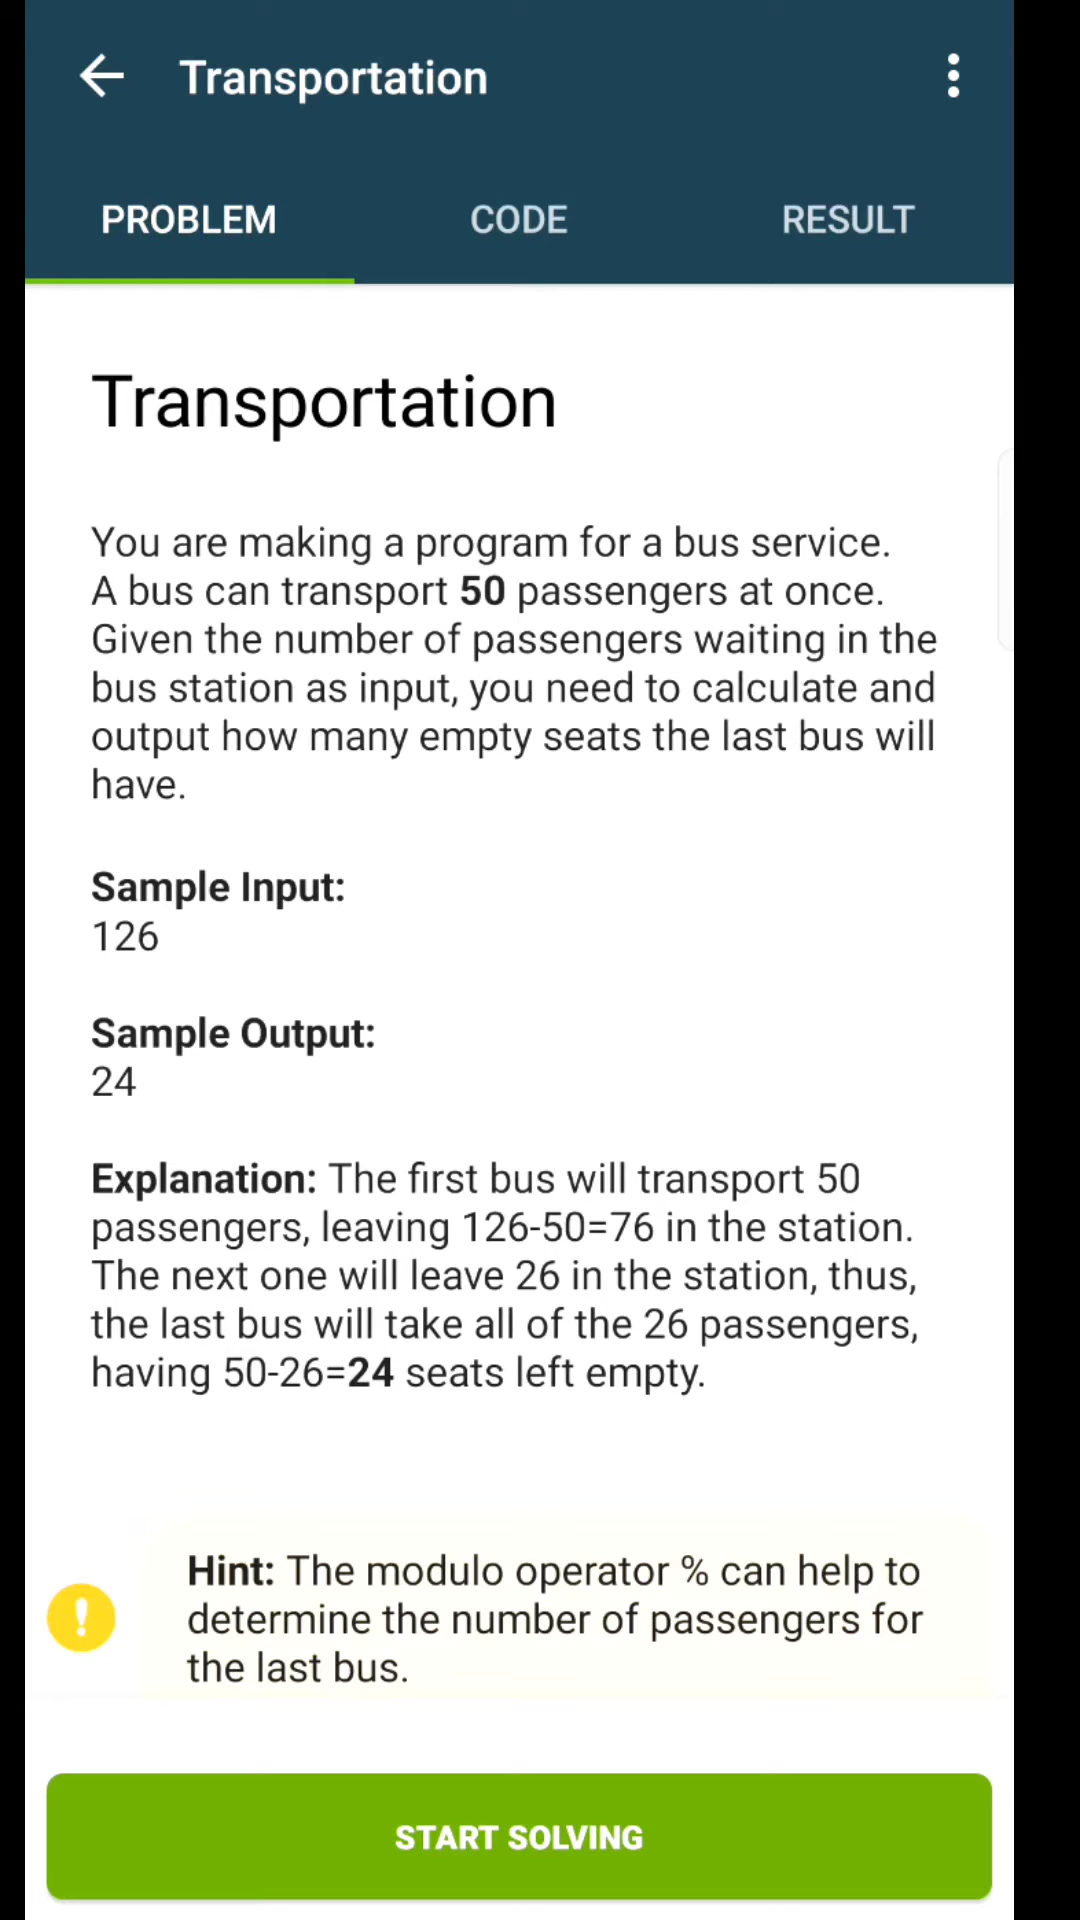 Transportation
PROBLEM CODE RESULT
Transportation
You are making a program for a bus service.
A bus can transport 50 passengers at once.
Given the number of passengers waiting in the
bus station as input, you need to calculate and
output how many empty seats the last bus will
have.
Sample Input:
126
Sample Output:
24
Explanation: The first bus will transport 50
passengers, leaving 126-50=76 in the station.
The next one will leave 26 in the station, thus,
the last bus will take all of the 26 passengers,
having 50-26=24 seats left empty.
Hint: The modulo operator % can help to
determine the number of passengers for
the last bus.
START SOLVING